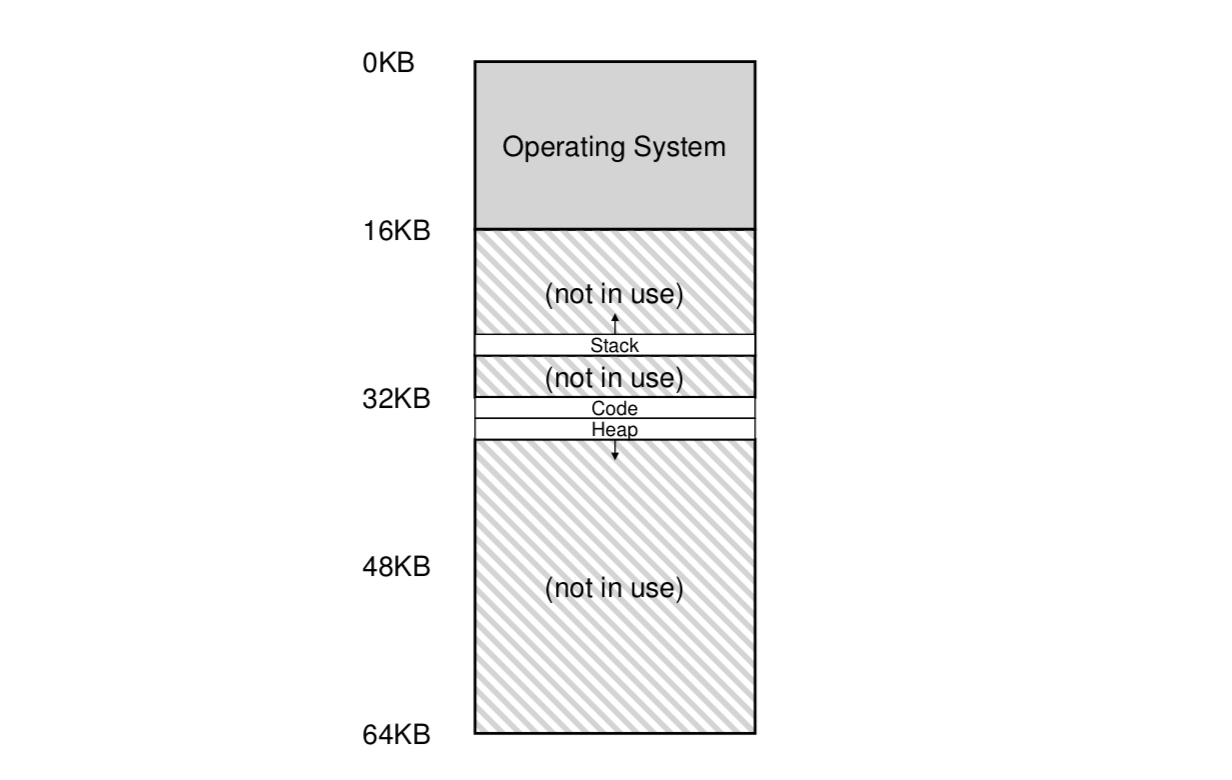 0KB
Operating System
16KB
(not in use)
Stack
(not in use)
32KB
Code
Heap
48KB
(not in use)
64KB